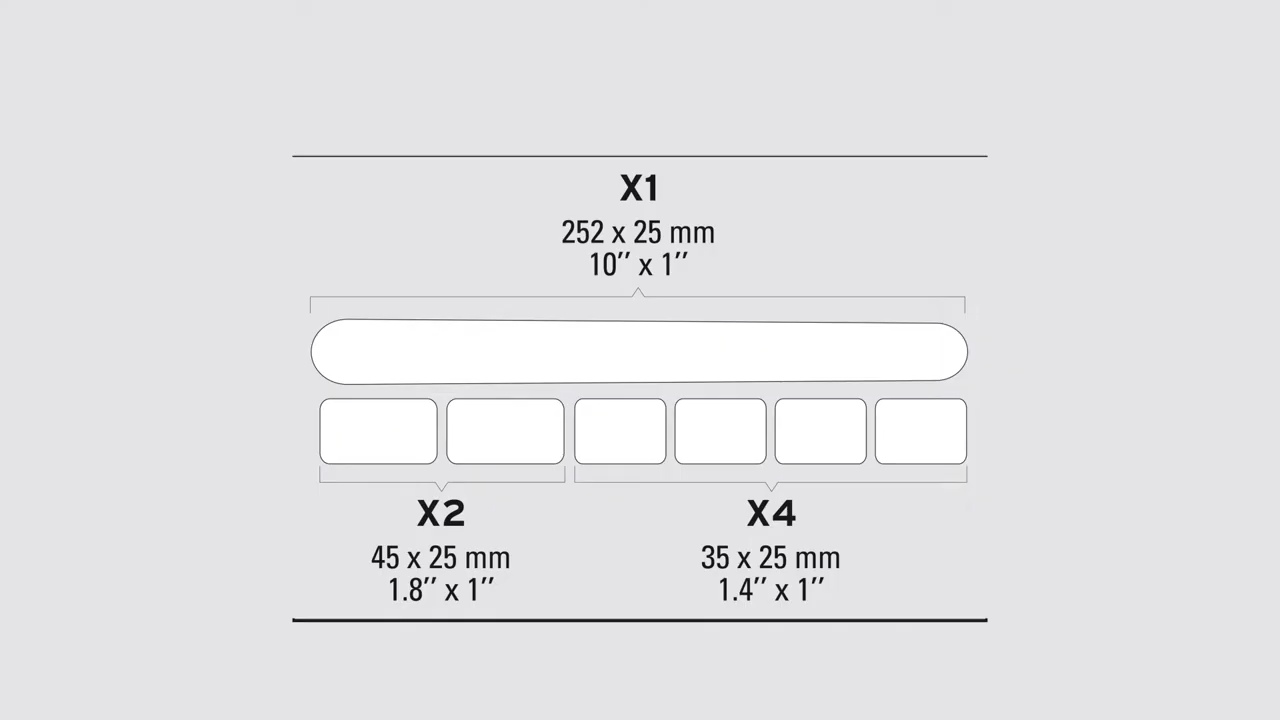 X1
252 x 25 mm
10’’ x 1’’
X2
45 x 25 mm
1.8’’ x 1’’
X4
35 x 25 mm
1.4’’ x 1’’